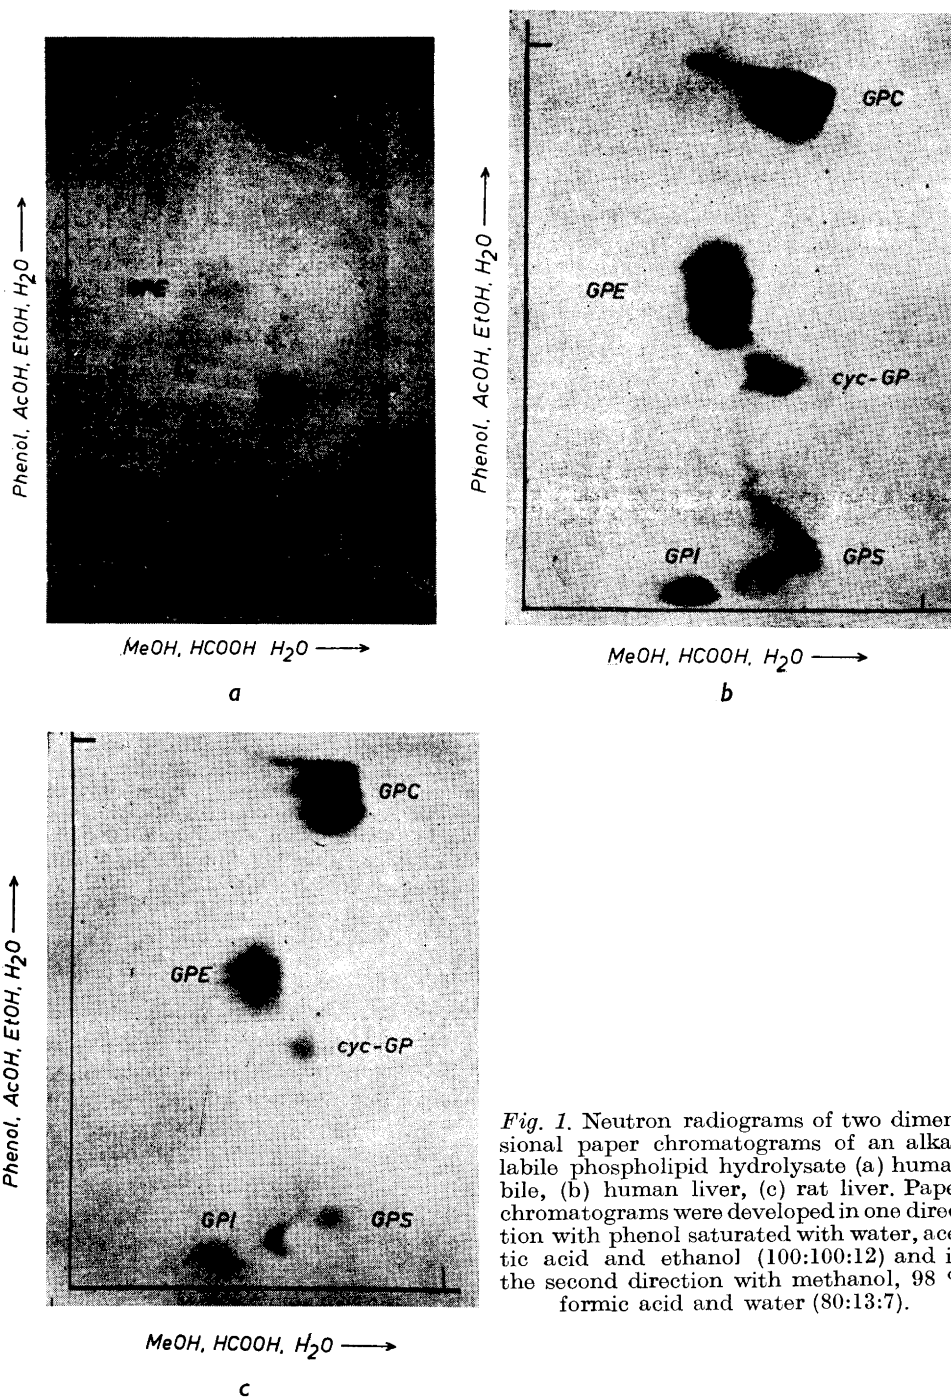 GPE
Phenol, AcOH, EtOH, H2O
MeOH, HCOOH H2O
a
GPC
GPE
cyc-GP
GPI
GPS
Phenol, AcOH, EtOH, H2O
MeOH, HCOOH, H2O
b
GPC
GPE
cyc-GP
GPI
GPS
Phenol, AcOH, EtOH, H2O
MeOH, HCOOH, H2O
c
Fig. 1. Neutron radiograms of two dimen
sional paper chromatograms of an alka
labile phospholipid hydrolysate (a) huma
bile, (b) human liver, (c) rat liver. Pape
chromatograms were developed in one direc
tion with phenol saturated with water, ace
tic acid and ethanol (100:100:12) and i
the second direction with methanol, 98
formic acid and water (80:13:7).